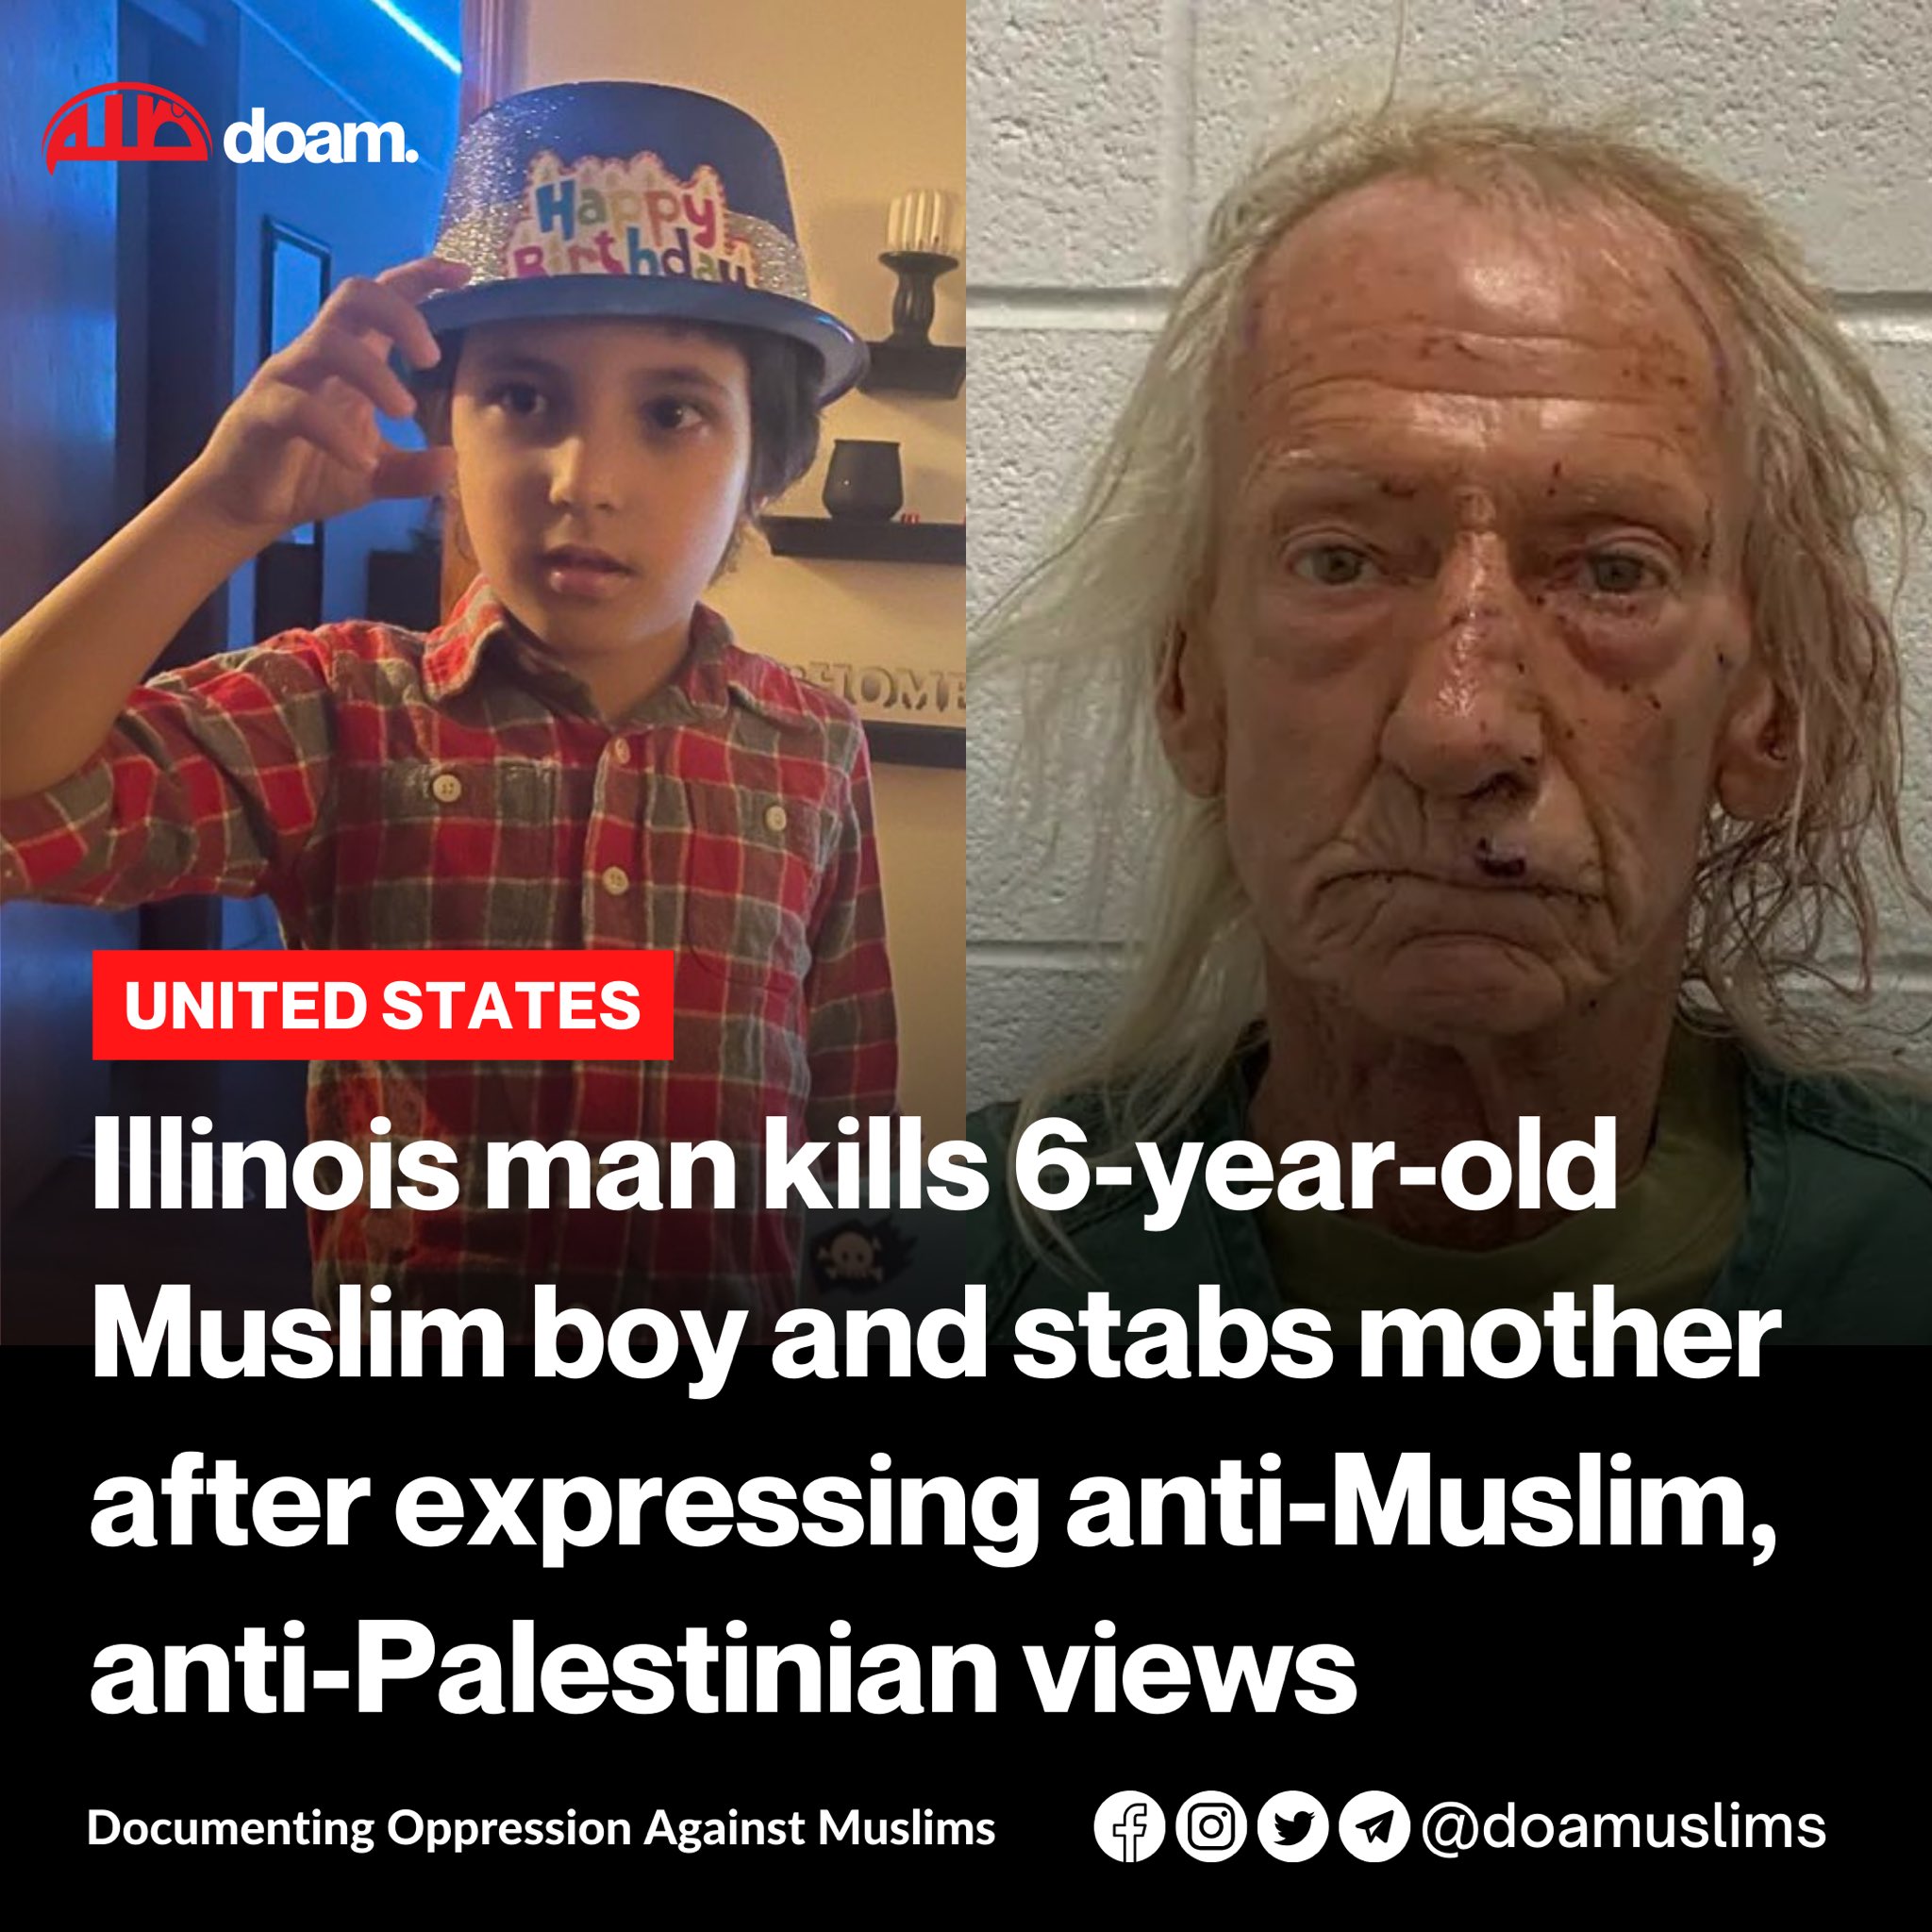 doam.
Happy
Birthday
HOME
UNITED STATES
Illinois man kills 6-year-old
Muslim boy and stabs mother
after expressing anti-Muslim,
anti-Palestinian views
Documenting Oppression Against Muslims
@doamuslims